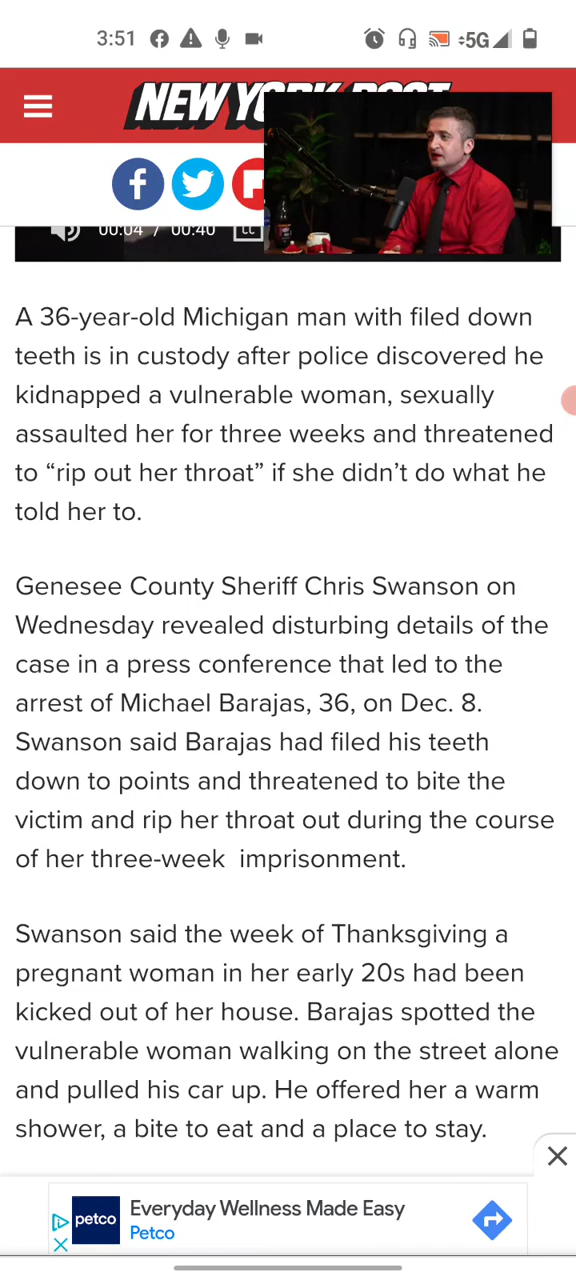 3:51 5G
NEW YORK POST
00:04 / 00:40 CC
A 36-year-old Michigan man with filed down
teeth is in custody after police discovered he
kidnapped a vulnerable woman, sexually
assaulted her for three weeks and threatened
to “rip out her throat” if she didn’t do what he
told her to.
Genesee County Sheriff Chris Swanson on
Wednesday revealed disturbing details of the
case in a press conference that led to the
arrest of Michael Barajas, 36, on Dec. 8.
Swanson said Barajas had filed his teeth
down to points and threatened to bite the
victim and rip her throat out during the course
of her three-week imprisonment.
Swanson said the week of Thanksgiving a
pregnant woman in her early 20s had been
kicked out of her house. Barajas spotted the
vulnerable woman walking on the street alone
and pulled his car up. He offered her a warm
shower, a bite to eat and a place to stay.
petco
Everyday Wellness Made Easy
Petco